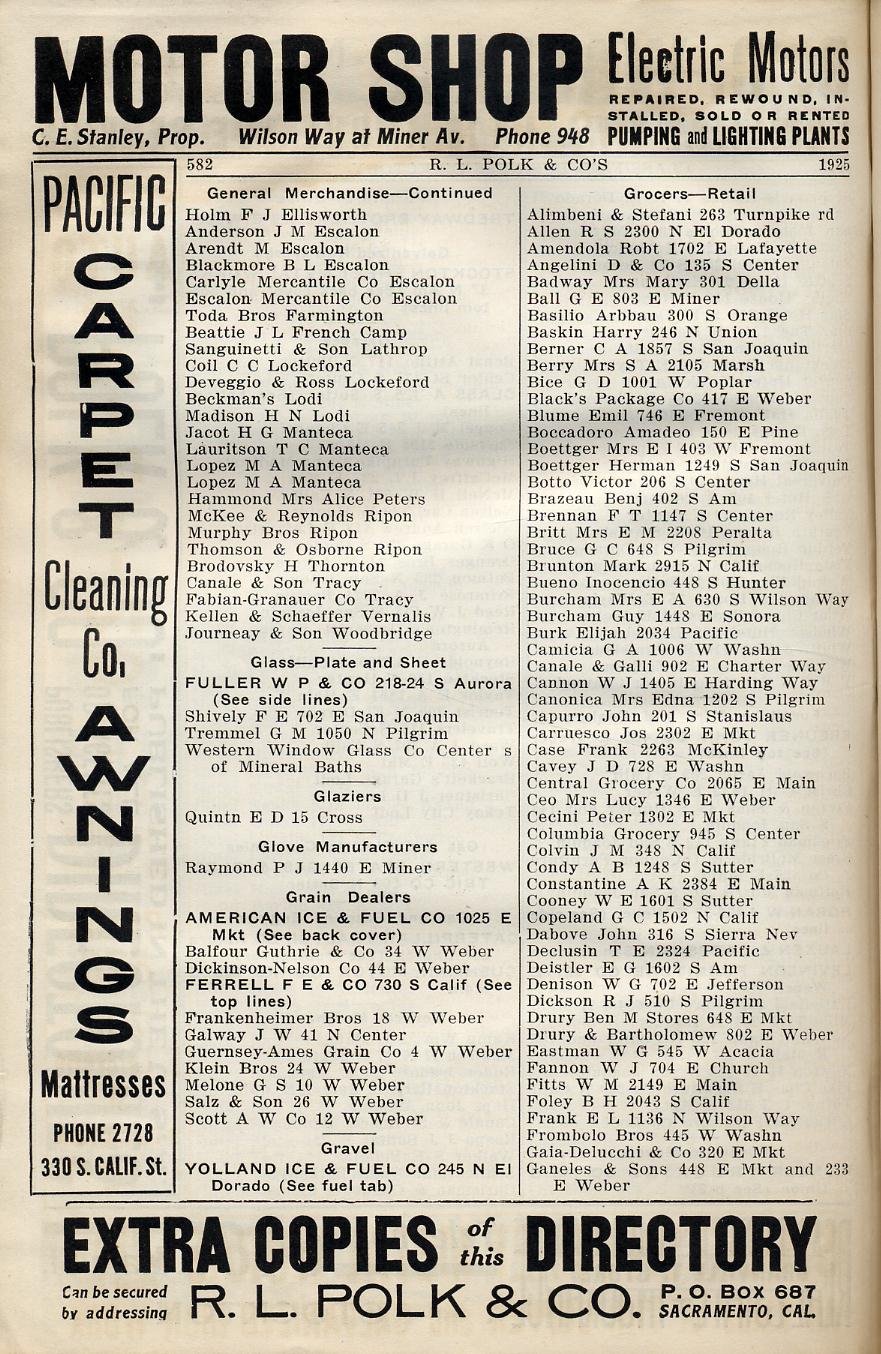 MOTOR SHOP
C. E. Stanley, Prop. Wilson Way at Miner Av. Phone 948
Electric Motors
REPAIRED, REWOUND, IN-
STALLED, SOLD OR RENTED
PUMPING and LIGHTING PLANTS
PACIFIC
CARPET
Cleaning
Co.
AWNINGS
Mattresses
PHONE 2728
330 S. CALIF. St.
582 R. L. POLK & CO'S 1925
General Merchandise—Continued
Holm F J Ellisworth
Anderson J M Escalon
Arendt M Escalon
Blackmore B L Escalon
Carlyle Mercantile Co Escalon
Escalon Mercantile Co Escalon
Toda Bros Farmington
Beattie J L French Camp
Sanguinetti & Son Lathrop
Coil C C Lockeford
Deveggio & Ross Lockeford
Beckman's Lodi
Madison H N Lodi
Jacot H G Manteca
Lauritson T C Manteca
Lopez M A Manteca
Lopez M A Manteca
Hammond Mrs Alice Peters
McKee & Reynolds Ripon
Murphy Bros Ripon
Thomson & Osborne Ripon
Brodovsky H Thornton
Canale & Son Tracy
Fabian-Granauer Co Tracy
Kellen & Schaeffer Vernalis
Journeay & Son Woodbridge
Glass—Plate and Sheet
FULLER W P & CO 218-24 S Aurora
(See side lines)
Shively F E 702 E San Joaquin
Tremmel G M 1050 N Pilgrim
Western Window Glass Co Center s
of Mineral Baths
Glaziers
Quintn E D 15 Cross
Glove Manufacturers
Raymond P J 1440 E Miner
Grain Dealers
AMERICAN ICE & FUEL CO 1025 E
Mkt (See back cover)
Balfour Guthrie & Co 34 W Weber
Dickinson-Nelson Co 44 E Weber
FERRELL F E & CO 730 S Calif (See
top lines)
Frankenheimer Bros 18 W Weber
Galway J W 41 N Center
Guernsey-Ames Grain Co 4 W Weber
Klein Bros 24 W Weber
Melone G S 10 W Weber
Salz & Son 26 W Weber
Scott A W Co 12 W Weber
Gravel
YOLLAND ICE & FUEL CO 245 N El
Dorado (See fuel tab)
Grocers—Retail
Alimbeni & Stefani 263 Turnpike rd
Allen R S 2300 N El Dorado
Amendola Robt 1702 E Lafayette
Angelini D & Co 135 S Center
Badway Mrs Mary 301 Della
Ball G E 803 E Miner
Basilio Arbbau 300 S Orange
Baskin Harry 246 N Union
Berner C A 1857 S San Joaquin
Berry Mrs S A 2105 Marsh
Bice G D 1001 W Poplar
Black's Package Co 417 E Weber
Blume Emil 746 E Fremont
Boccadoro Amadeo 150 E Pine
Boettger Mrs E I 403 W Fremont
Boettger Herman 1249 S San Joaquin
Botto Victor 206 S Center
Brazeau Benj 402 S Am
Brennan F T 1147 S Center
Britt Mrs E M 2208 Peralta
Bruce G C 648 S Pilgrim
Brunton Mark 2915 N Calif
Bueno Inocencio 448 S Hunter
Burcham Mrs E A 630 S Wilson Way
Burcham Guy 1448 E Sonora
Burk Elijah 2034 Pacific
Camicia G A 1006 W Washn
Canale & Galli 902 E Charter Way
Cannon W J 1405 E Harding Way
Canonica Mrs Edna 1202 S Pilgrim
Capurro John 201 S Stanislaus
Carruesco Jos 2302 E Mkt
Case Frank 2263 McKinley
Cavey J D 728 E Washn
Central Grocery Co 2065 E Main
Ceo Mrs Lucy 1346 E Weber
Cecini Peter 1302 E Mkt
Columbia Grocery 945 S Center
Colvin J M 348 N Calif
Condy A B 1248 S Sutter
Constantine A K 2384 E Main
Cooney W E 1601 S Sutter
Copeland G C 1502 N Calif
Dabove John 316 S Sierra Nev
Declusin T E 2324 Pacific
Deistler E G 1602 S Am
Denison W G 702 E Jefferson
Dickson R J 510 S Pilgrim
Drury Ben M Stores 648 E Mkt
Drury & Bartholomew 802 E Weber
Eastman W G 545 W Acacia
Fannon W J 704 E Church
Fitts W M 2149 E Main
Foley B H 2043 S Calif
Frank E L 1136 N Wilson Way
Frombolo Bros 445 W Washn
Gaia-Delucchi & Co 320 E Mkt
Ganeles & Sons 448 E Mkt and 233
E Weber
EXTRA COPIES of this DIRECTORY
Can be secured
by addressing
R. L. POLK & CO.
P. O. BOX 687
SACRAMENTO, CAL.